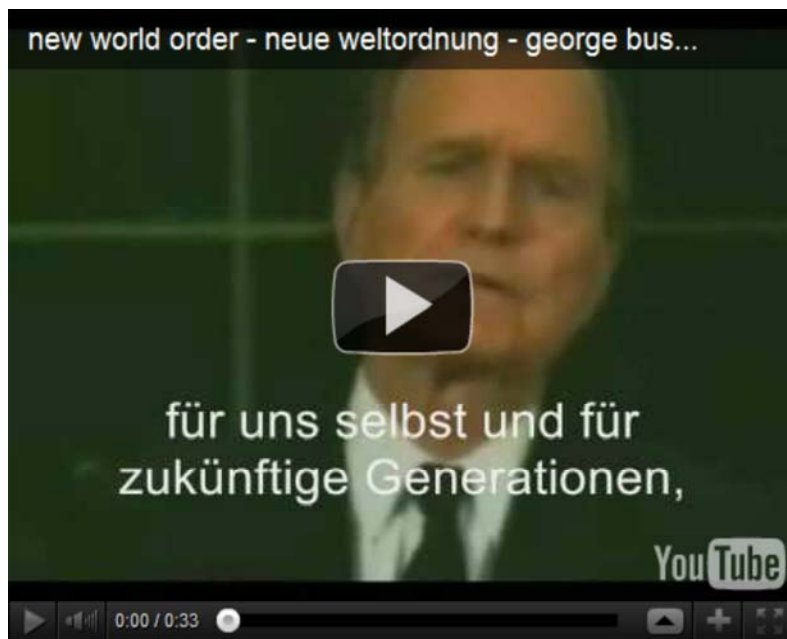 new world order - neue weltordnung - george bus...
für uns selbst und für
zukünftige Generationen,
YouTube
0:00 / 0:33